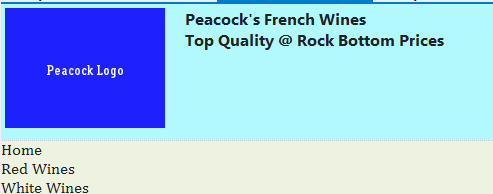 Peacock's French Wines
Top Quality @ Rock Bottom Prices
Peacock Logo
Home
Red Wines
White Wines